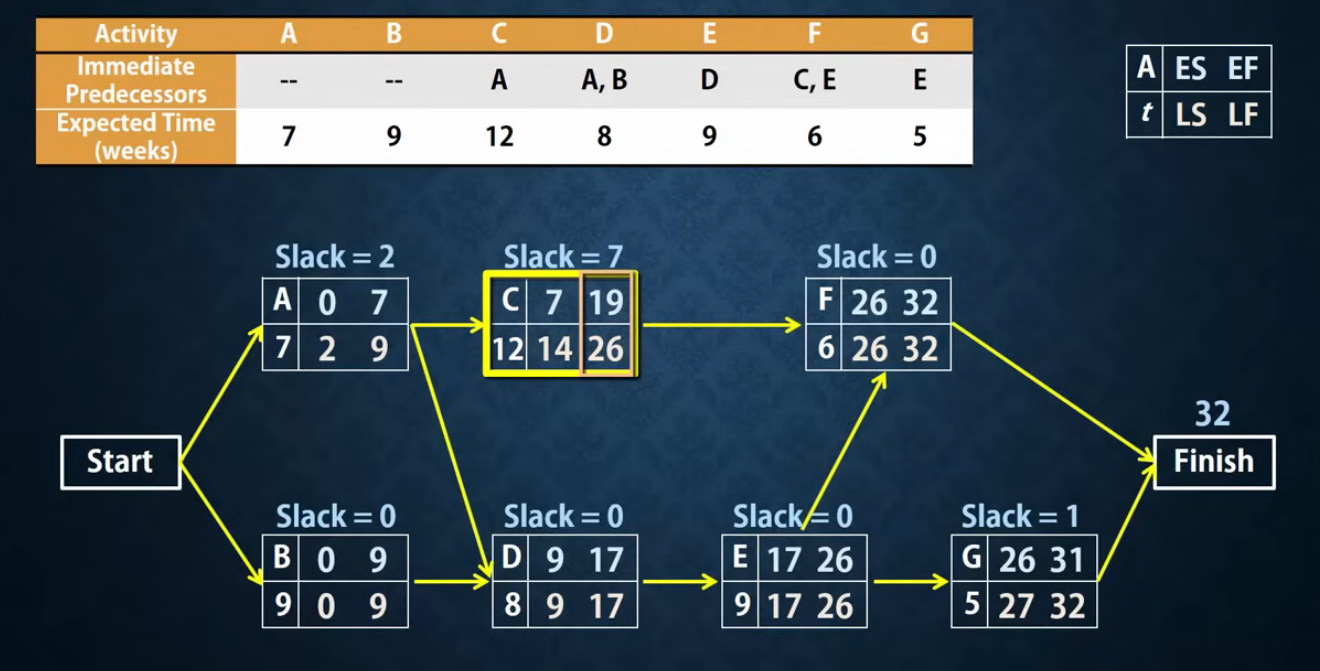 Activity A B C D E F G
Immediate
Predecessors -- -- A A, B D C, E E
Expected Time
(weeks) 7 9 12 8 9 6 5
A ES EF
t LS LF
Slack = 2 Slack = 7 Slack = 0
A 0 7 C 7 19 F 26 32
7 2 9 12 14 26 6 26 32
32
Start Finish
Slack = 0 Slack = 0 Slack = 0 Slack = 1
B 0 9 D 9 17 E 17 26 G 26 31
9 0 9 8 9 17 9 17 26 5 27 32